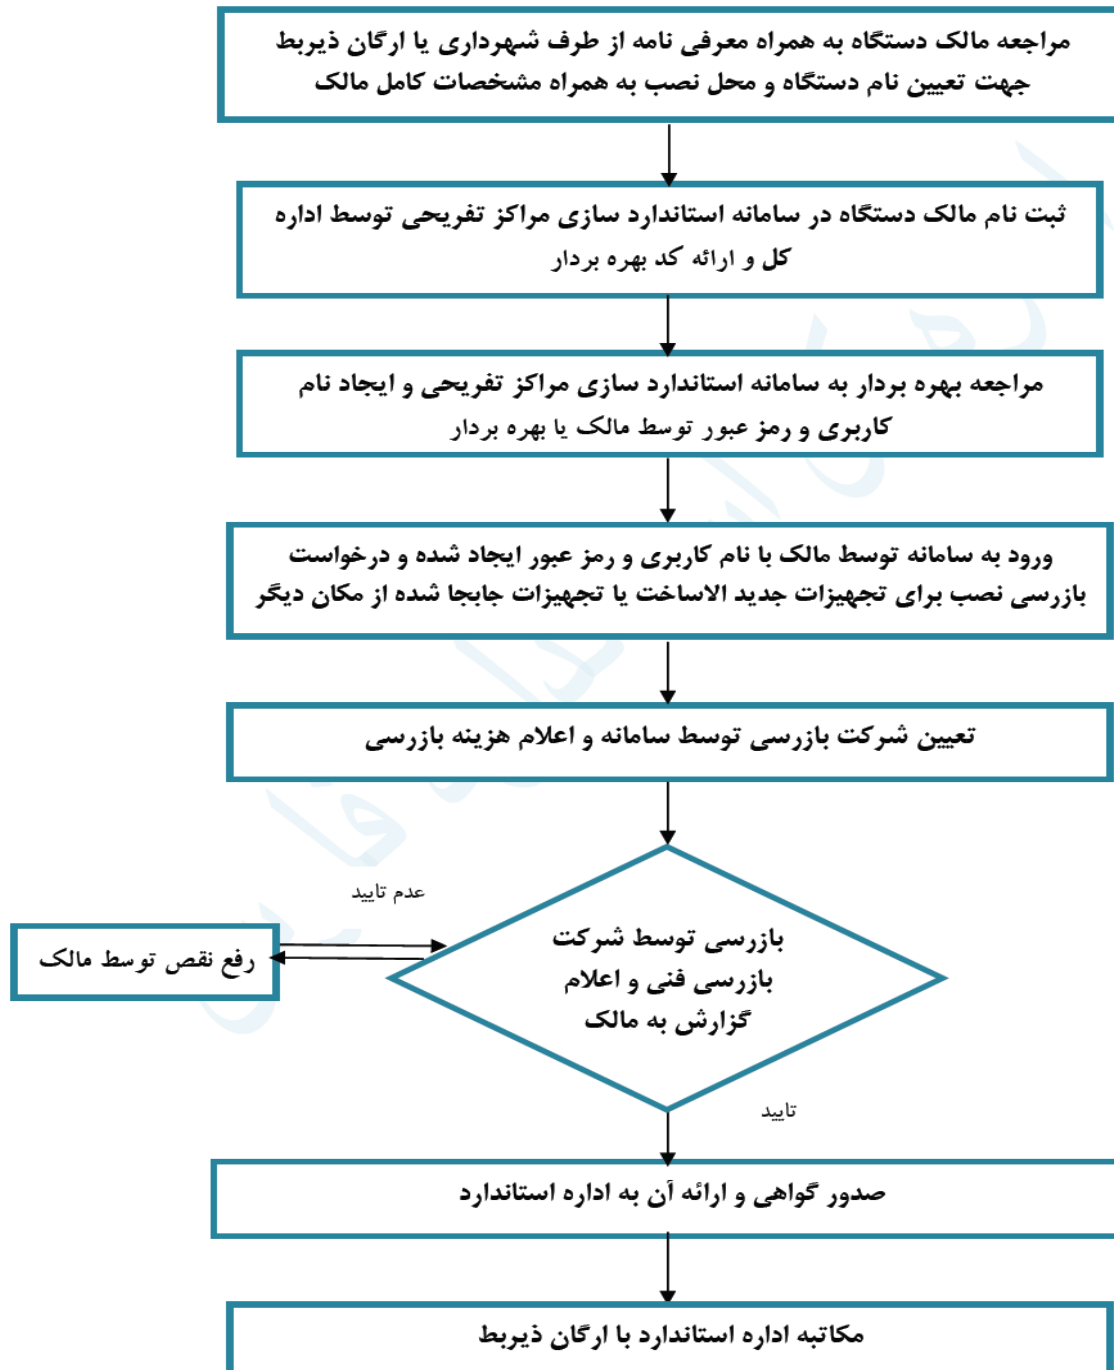 مراجعه مالک دستگاه به همراه معرفی نامه از طرف شهرداری یا ارگان ذیربط
جهت تعیین نام دستگاه و محل نصب به همراه مشخصات کامل مالک
ثبت نام مالک دستگاه در سامانه استاندارد سازی مراکز تفریحی توسط اداره
کل و ارائه کد بهره بردار
مراجعه بهره بردار به سامانه استاندارد سازی مراکز تفریحی و ایجاد نام
کاربری و رمز عبور توسط مالک یا بهره بردار
ورود به سامانه توسط مالک با نام کاربری و رمز عبور ایجاد شده و درخواست
بازرسی نصب برای تجهیزات جدید الاساخت یا تجهیزات جابجا شده از مکان دیگر
تعیین شرکت بازرسی توسط سامانه و اعلام هزینه بازرسی
عدم تایید
بازرسی توسط شرکت
بازرسی فنی و اعلام
گزارش به مالک
رفع نقص توسط مالک
تایید
صدور گواهی و ارائه آن به اداره استاندارد
مکاتبه اداره استاندارد با ارگان ذیربط